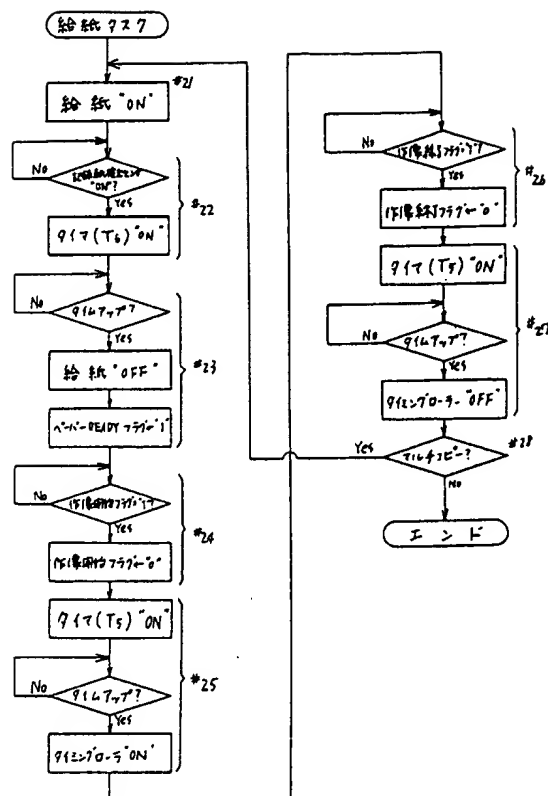 給紙タスク
#21
給紙"ON"
No
記録紙検出センサ
"ON"?
Yes
#22
タイマ(T6)"ON"
No
タイムアップ?
Yes
給紙"OFF"
#23
ペーパーREADYフラグ←"1"
No
作像開始フラグ="1"?
Yes
#24
作像開始フラグ←"0"
タイマ(T5)"ON"
No
タイムアップ?
#25
Yes
タイミングローラ"ON"
No
作像終了フラグ="1"?
Yes
#26
作像終了フラグ←"0"
タイマ(T5)"ON"
No
タイムアップ?
#27
Yes
タイミングローラー"OFF"
Yes
マルチコピー?
#28
No
エンド